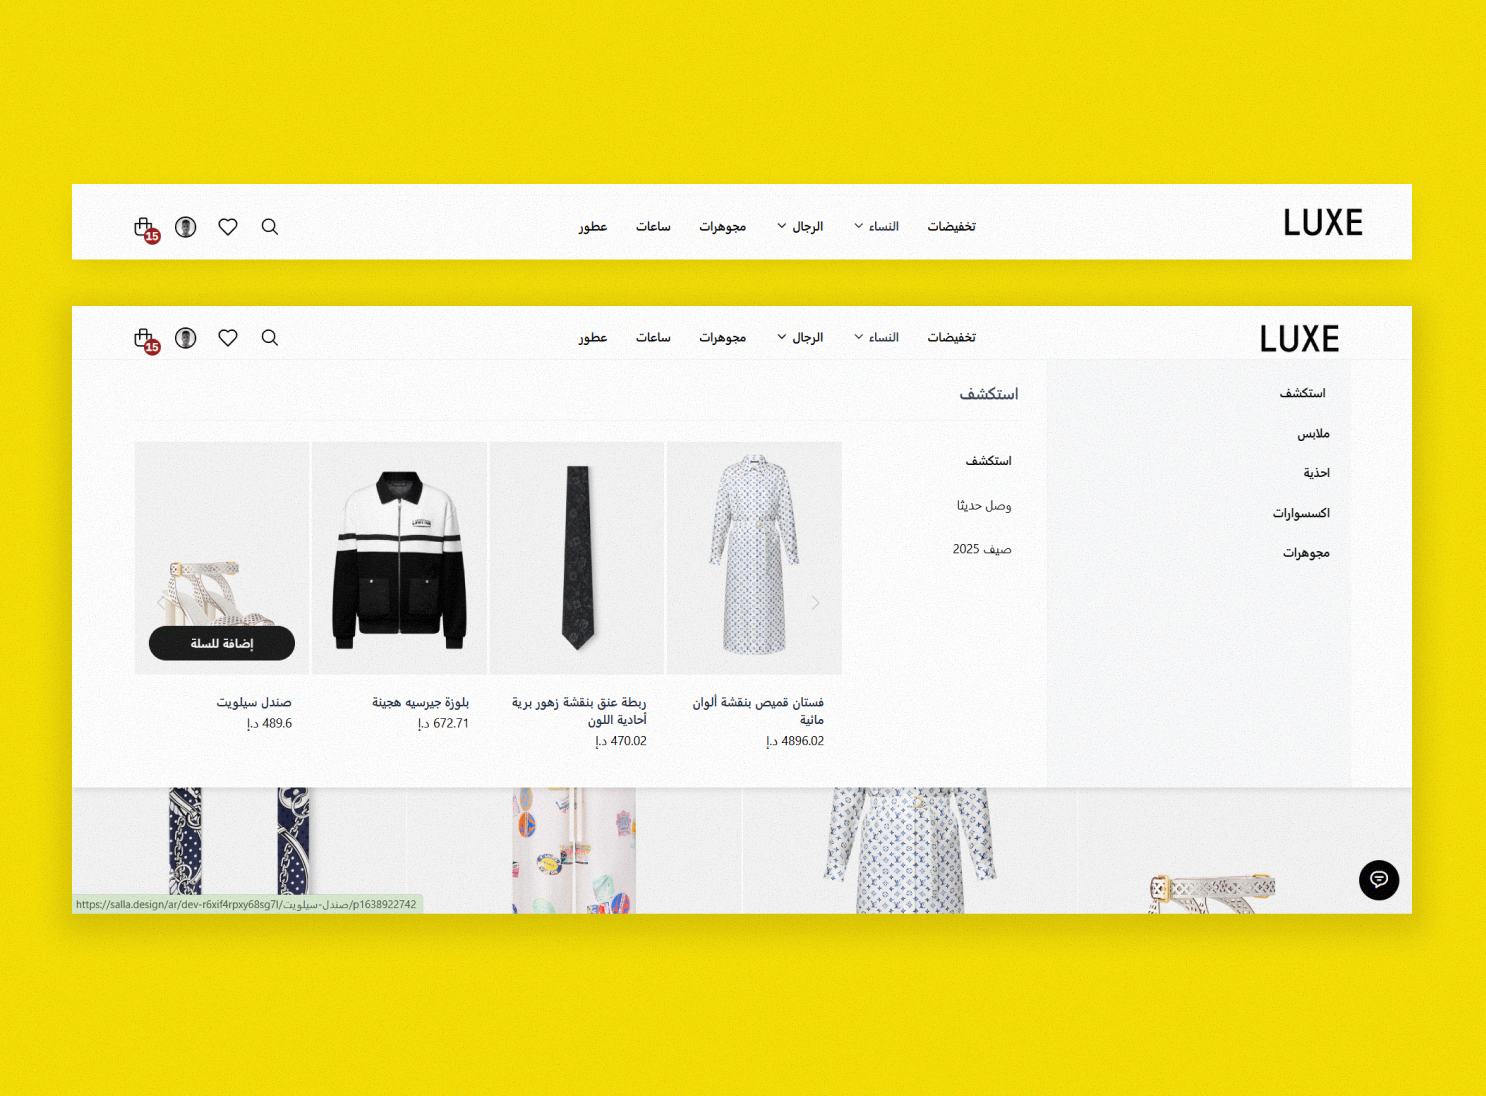 LUXE
تخفيضات
النساء
الرجال
مجوهرات
ساعات
عطور
15
LUXE
تخفيضات
النساء
الرجال
مجوهرات
ساعات
عطور
15
استكشف
ملابس
احذية
اكسسوارات
مجوهرات
استكشف
استكشف
وصل حديثا
صيف 2025
فستان قميص بنقشة ألوان
مائية
4896.02 د.إ
ربطة عنق بنقشة زهور برية
أحادية اللون
470.02 د.إ
بلوزة جيرسيه هجينة
672.71 د.إ
إضافة للسلة
صندل سيلويت
489.6 د.إ
https://salla.design/ar/dev-r6xif4rpxy68sg7l/صندل-سيلويت/p1638922742